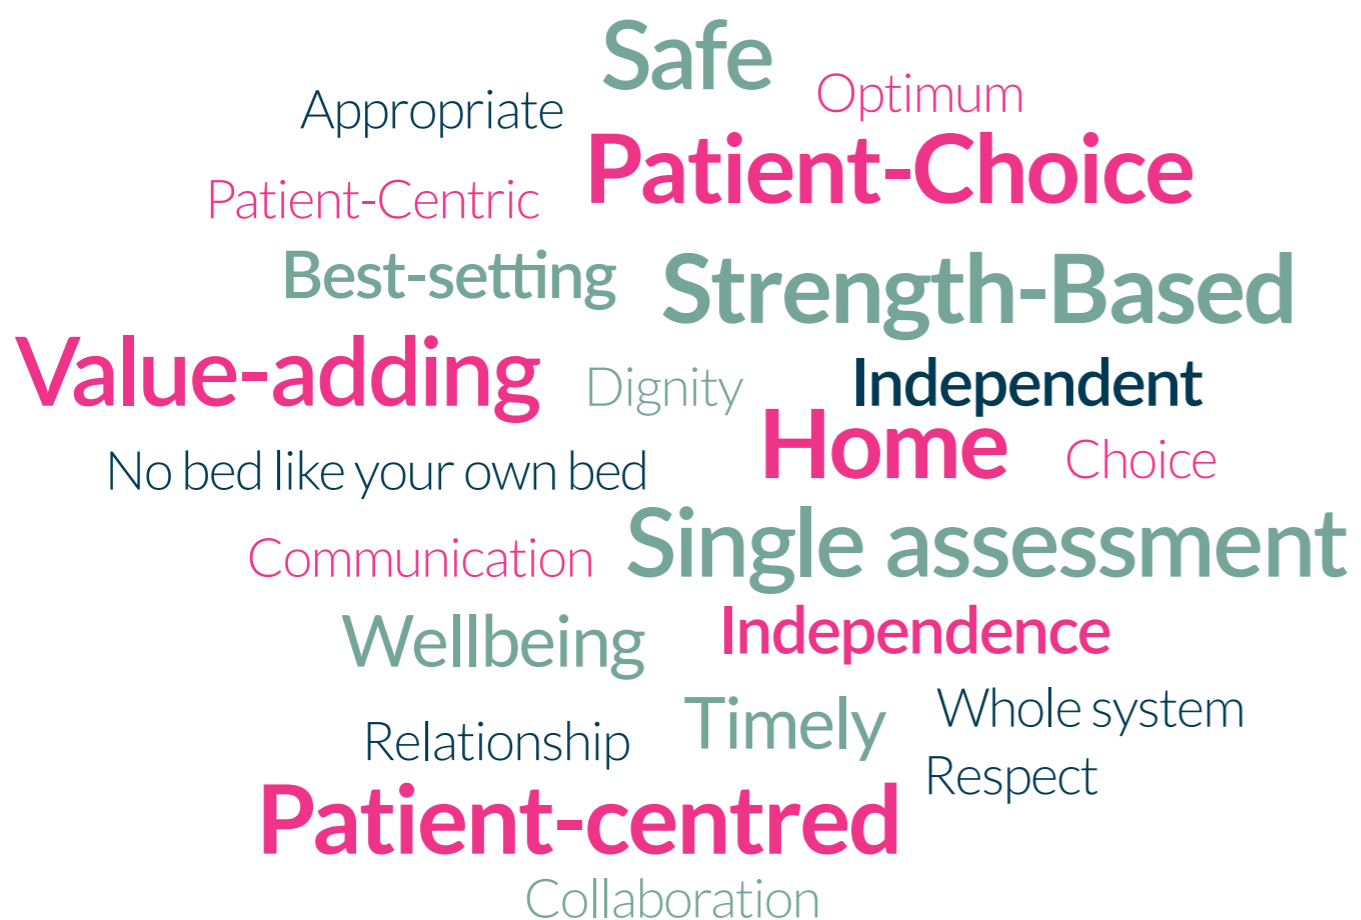 Safe
Appropriate
Optimum
Patient-Choice
Patient-Centric
Best-setting
Strength-Based
Value-adding
Dignity
Independent
Home
Choice
No bed like your own bed
Communication
Single assessment
Wellbeing
Independence
Timely
Whole system
Relationship
Respect
Patient-centred
Collaboration